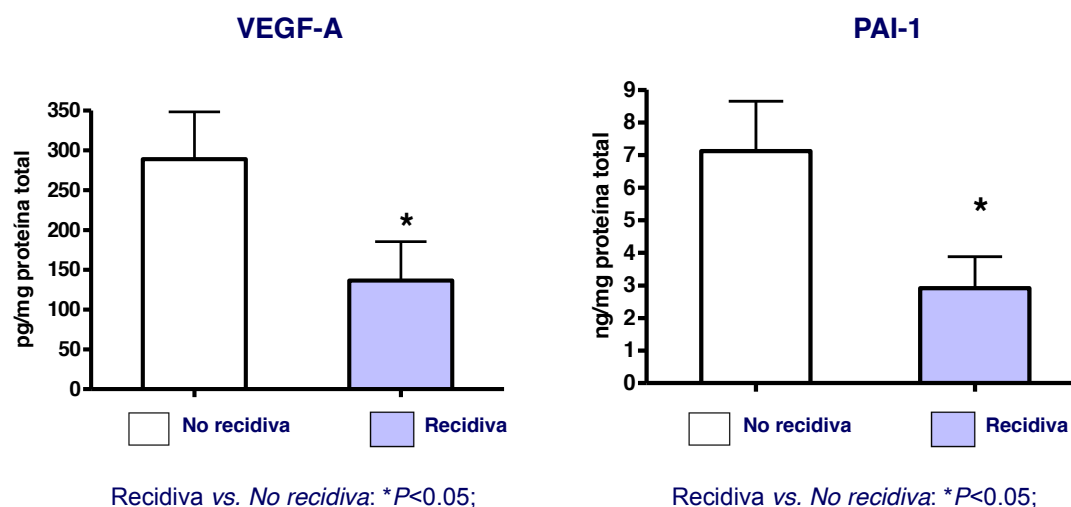 VEGF-A
pg/mg proteína total
350
300
250
200
150
100
50
0
*
No recidiva
Recidiva
Recidiva vs. No recidiva: *P<0.05;
PAI-1
ng/mg proteína total
9
8
7
6
5
4
3
2
1
0
*
No recidiva
Recidiva
Recidiva vs. No recidiva: *P<0.05;